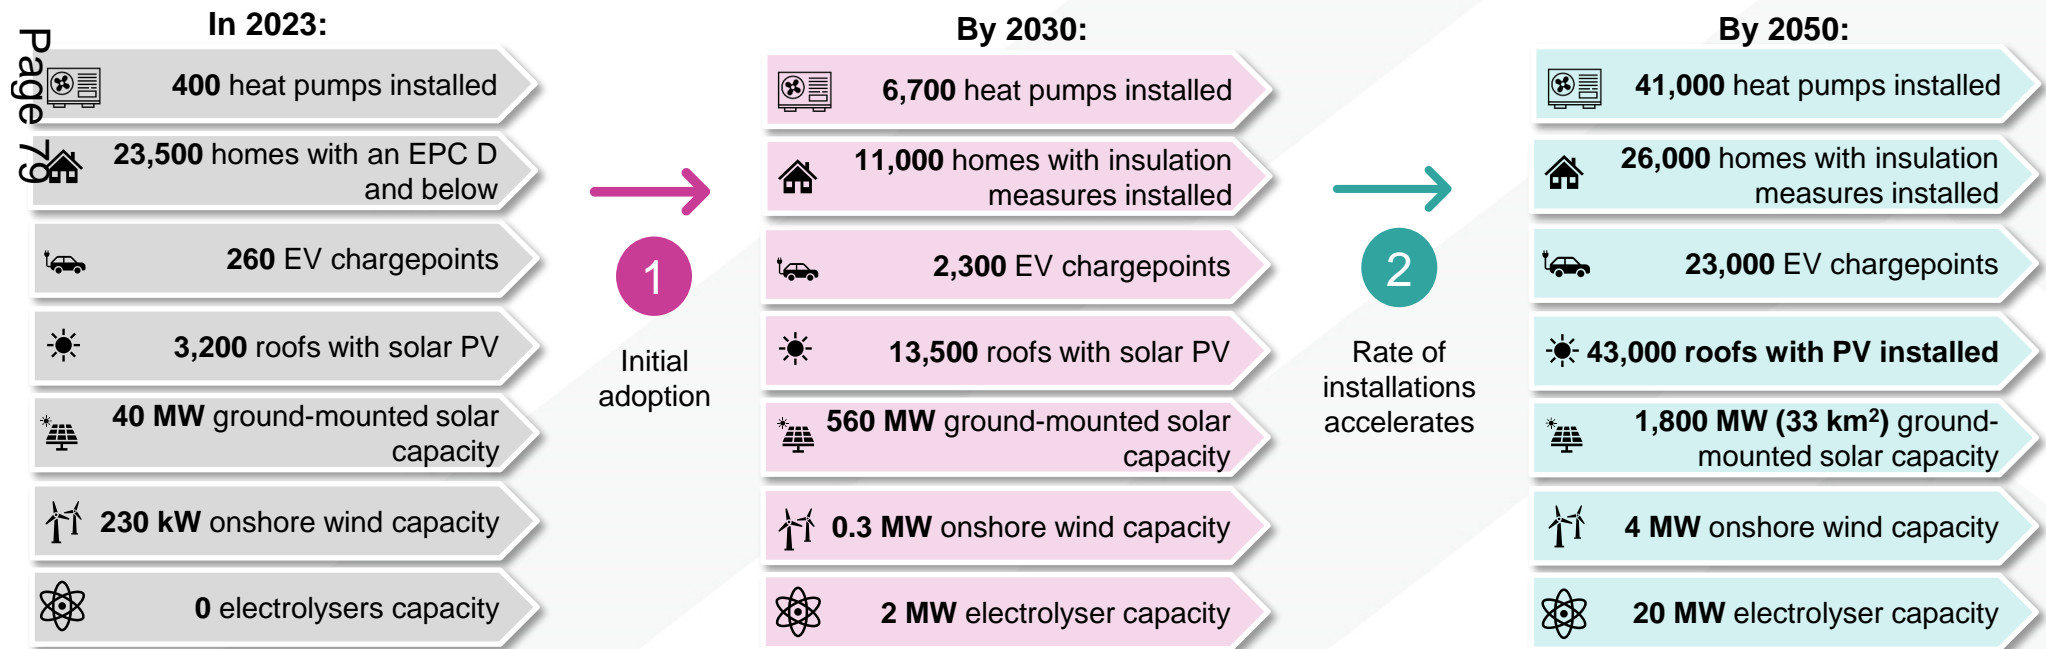 Page 79
In 2023:
400 heat pumps installed
23,500 homes with an EPC D
and below
260 EV chargepoints
3,200 roofs with solar PV
40 MW ground-mounted solar
capacity
230 kW onshore wind capacity
0 electrolysers capacity
1
Initial
adoption
By 2030:
6,700 heat pumps installed
11,000 homes with insulation
measures installed
2,300 EV chargepoints
13,500 roofs with solar PV
560 MW ground-mounted solar
capacity
0.3 MW onshore wind capacity
2 MW electrolyser capacity
2
Rate of
installations
accelerates
By 2050:
41,000 heat pumps installed
26,000 homes with insulation
measures installed
23,000 EV chargepoints
43,000 roofs with PV installed
1,800 MW (33 km²) ground-
mounted solar capacity
4 MW onshore wind capacity
20 MW electrolyser capacity